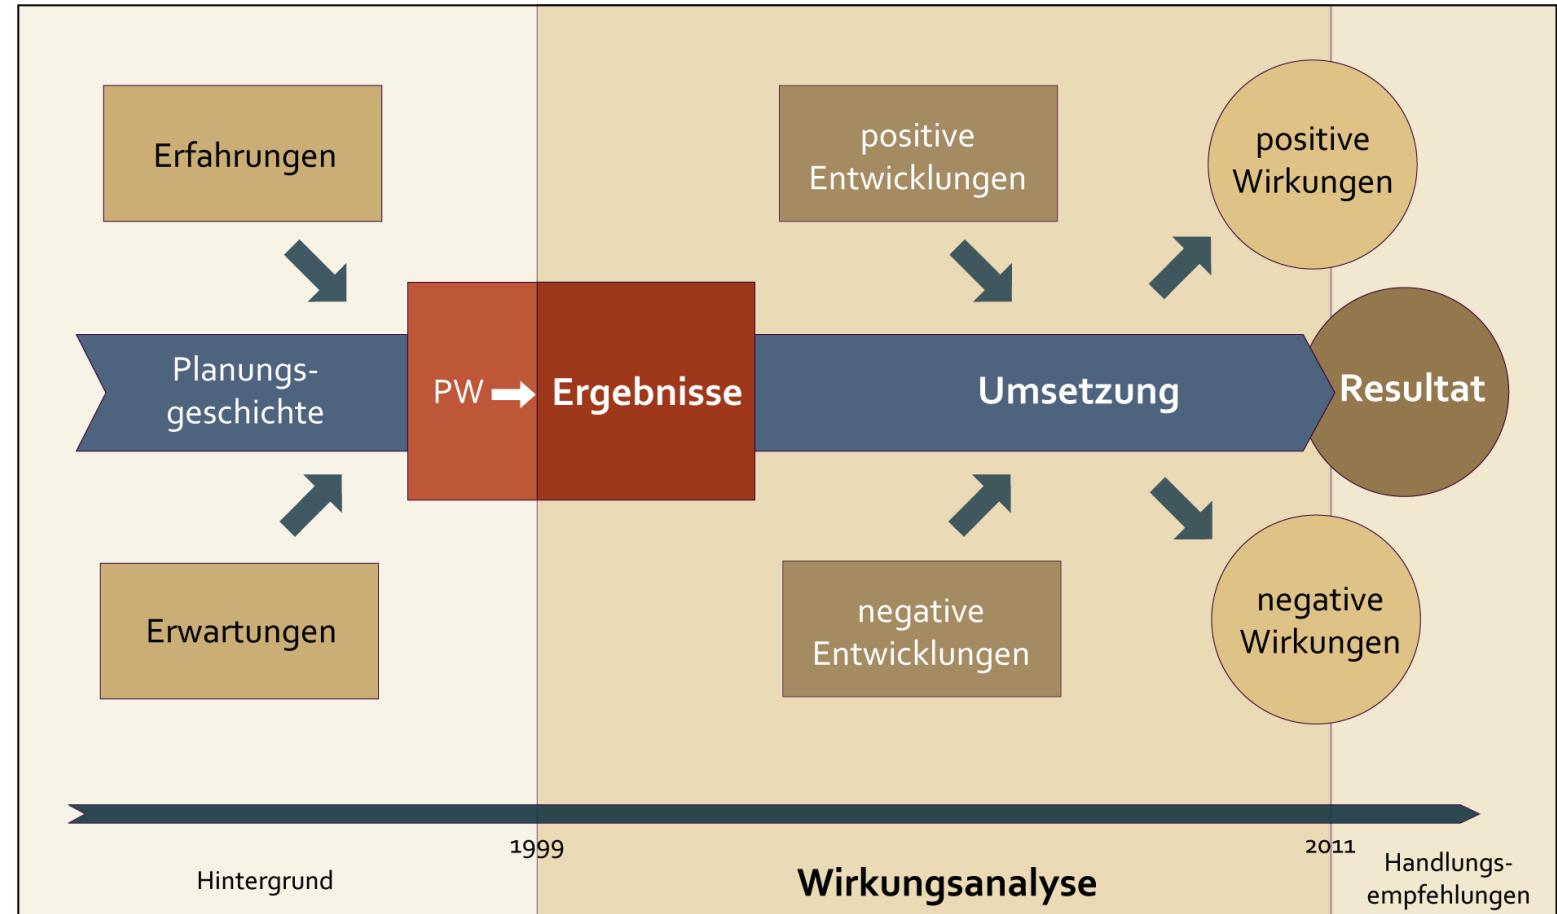 Erfahrungen
positive
Entwicklungen
positive
Wirkungen
Planungs-
geschichte
PW
Ergebnisse
Umsetzung
Resultat
Erwartungen
negative
Entwicklungen
negative
Wirkungen
1999
2011
Hintergrund
Wirkungsanalyse
Handlungs-
empfehlungen